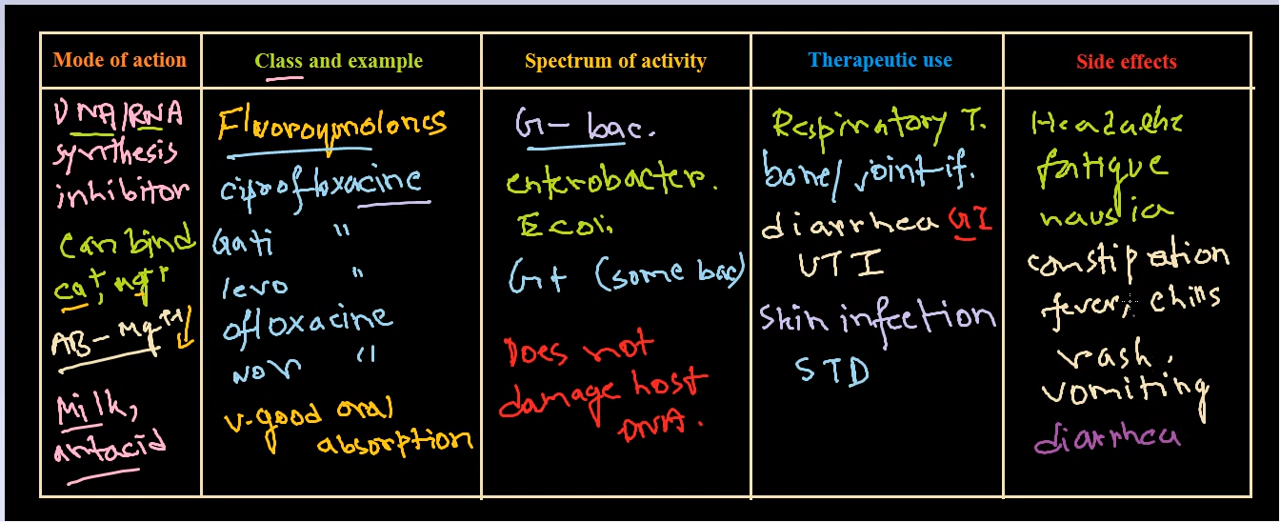 Mode of action
Class and example
Spectrum of activity
Therapeutic use
Side effects
DNA/RNA
synthesis
inhibitor
Can bind
ca+, mg++
AB - Mg++
Milk,
antacid
Fluoroqunolones
ciprofloxacine
Gati "
levo "
ofloxacine
nor "
v. good oral
absorption
G- bac.
enterobacter.
E coli.
G+ (some bac)
Does not
damage host
DNA.
Respiratory T.
bone/joint-if.
diarrhea GI
UTI
Skin infection
STD
Headache
fatigue
nausia
constipation
fever, chills
rash.
vomiting
diarrhea